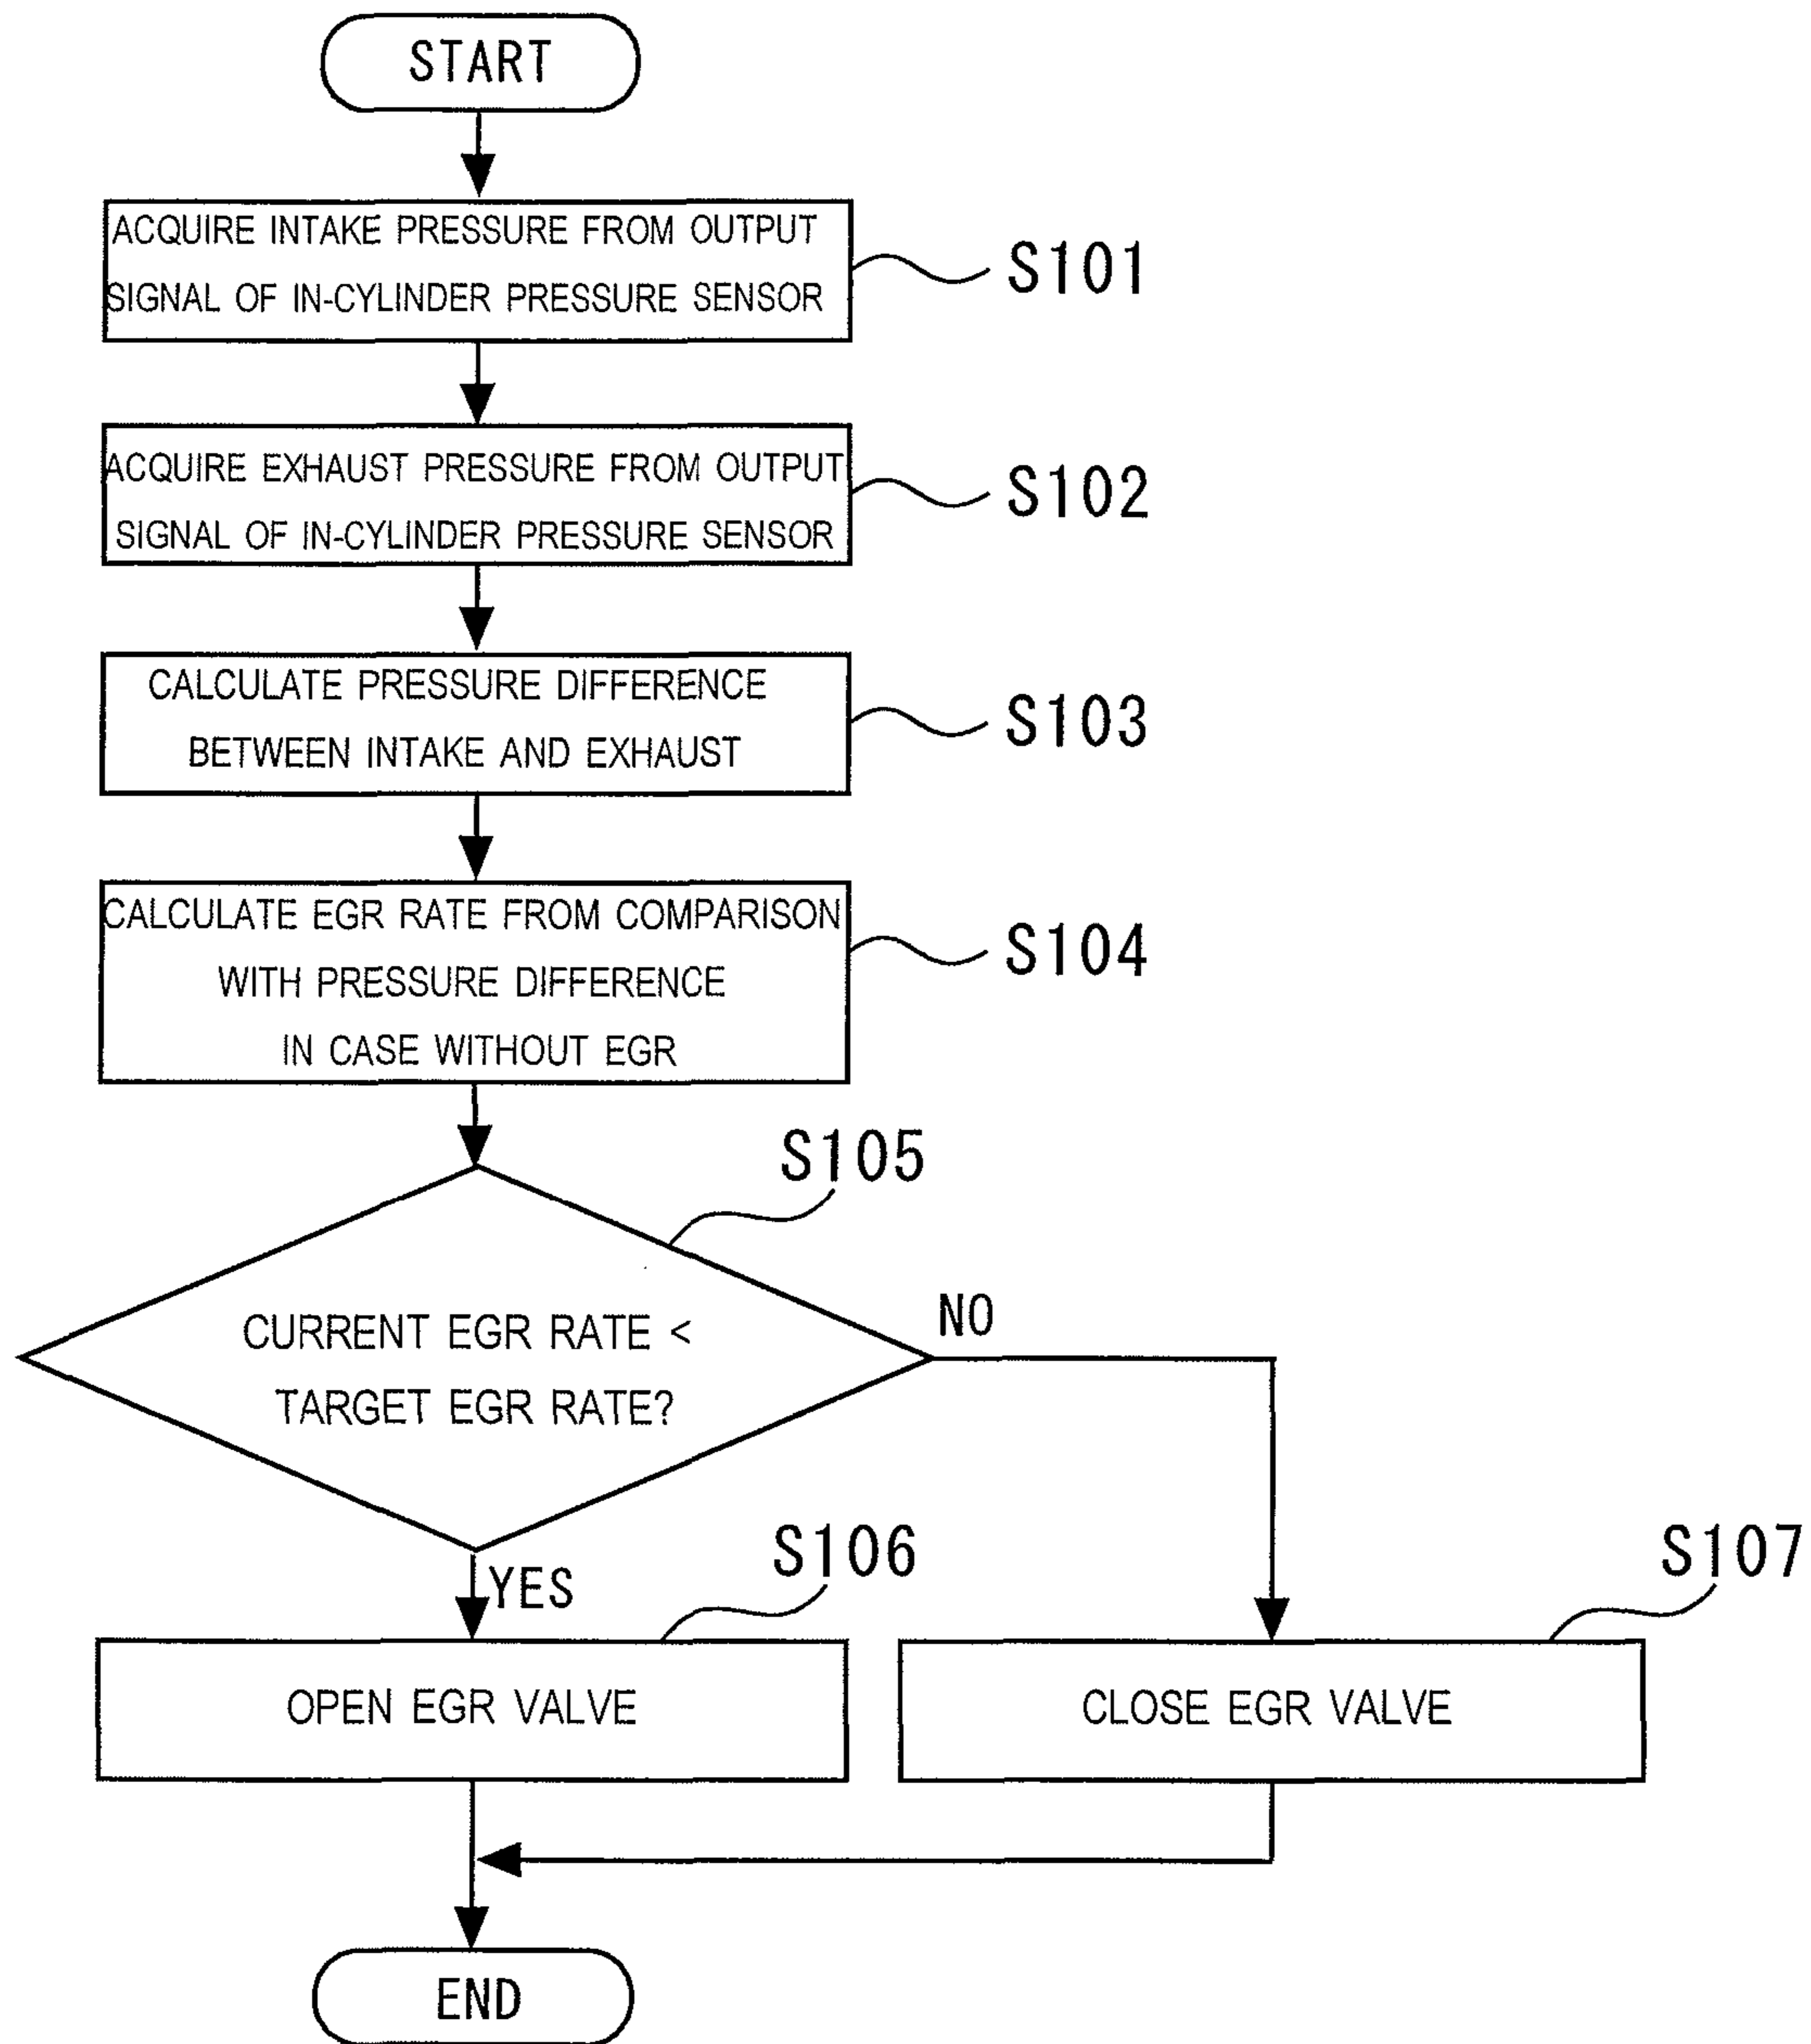 START
ACQUIRE INTAKE PRESSURE FROM OUTPUT
SIGNAL OF IN-CYLINDER PRESSURE SENSOR
S101
ACQUIRE EXHAUST PRESSURE FROM OUTPUT
SIGNAL OF IN-CYLINDER PRESSURE SENSOR
S102
CALCULATE PRESSURE DIFFERENCE
BETWEEN INTAKE AND EXHAUST
S103
CALCULATE EGR RATE FROM COMPARISON
WITH PRESSURE DIFFERENCE
IN CASE WITHOUT EGR
S104
S105
CURRENT EGR RATE <
TARGET EGR RATE?
NO
YES
S106
S107
OPEN EGR VALVE
CLOSE EGR VALVE
END